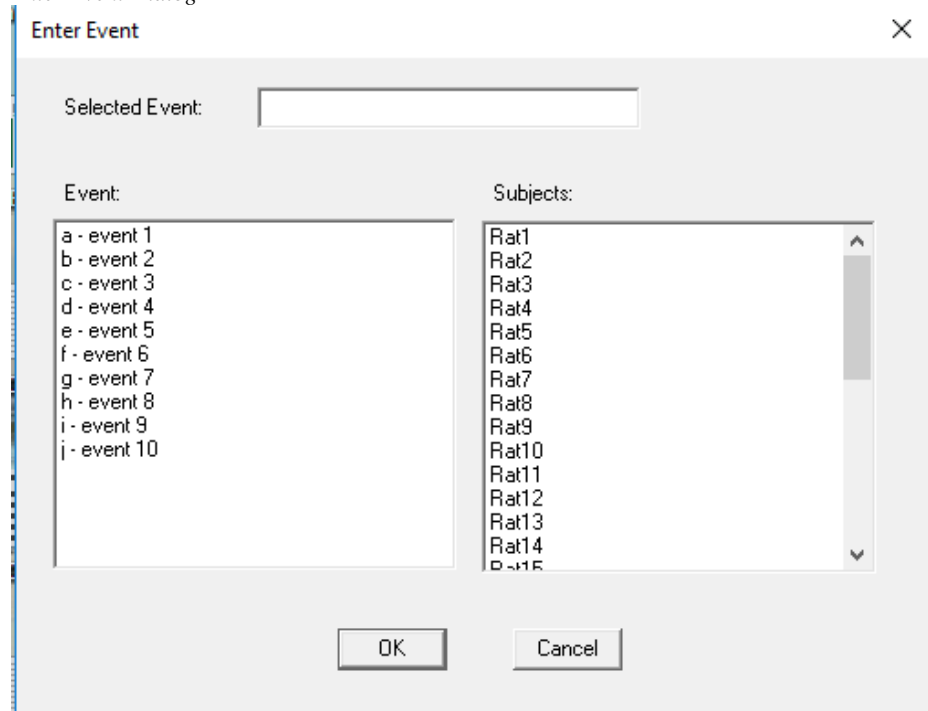 Enter Event
Selected Event:
Event:
a - event 1
b - event 2
c - event 3
d - event 4
e - event 5
f - event 6
g - event 7
h - event 8
i - event 9
j - event 10
Subjects:
Rat1
Rat2
Rat3
Rat4
Rat5
Rat6
Rat7
Rat8
Rat9
Rat10
Rat11
Rat12
Rat13
Rat14
Rat15
OK
Cancel